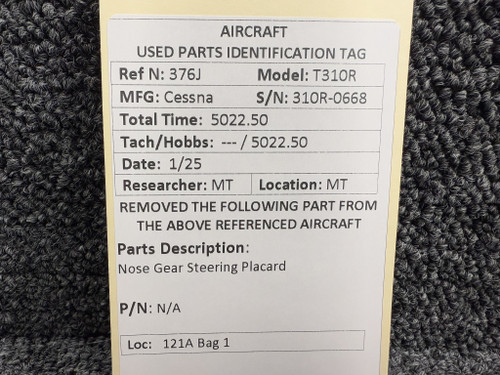 AIRCRAFT
USED PARTS IDENTIFICATION TAG
Ref N: 376J Model: T310R
MFG: Cessna S/N: 310R-0668
Total Time: 5022.50
Tach/Hobbs: --- / 5022.50
Date: 1/25
Researcher: MT Location: MT
REMOVED THE FOLLOWING PART FROM
THE ABOVE REFERENCED AIRCRAFT
Parts Description:
Nose Gear Steering Placard
P/N: N/A
Loc: 121A Bag 1